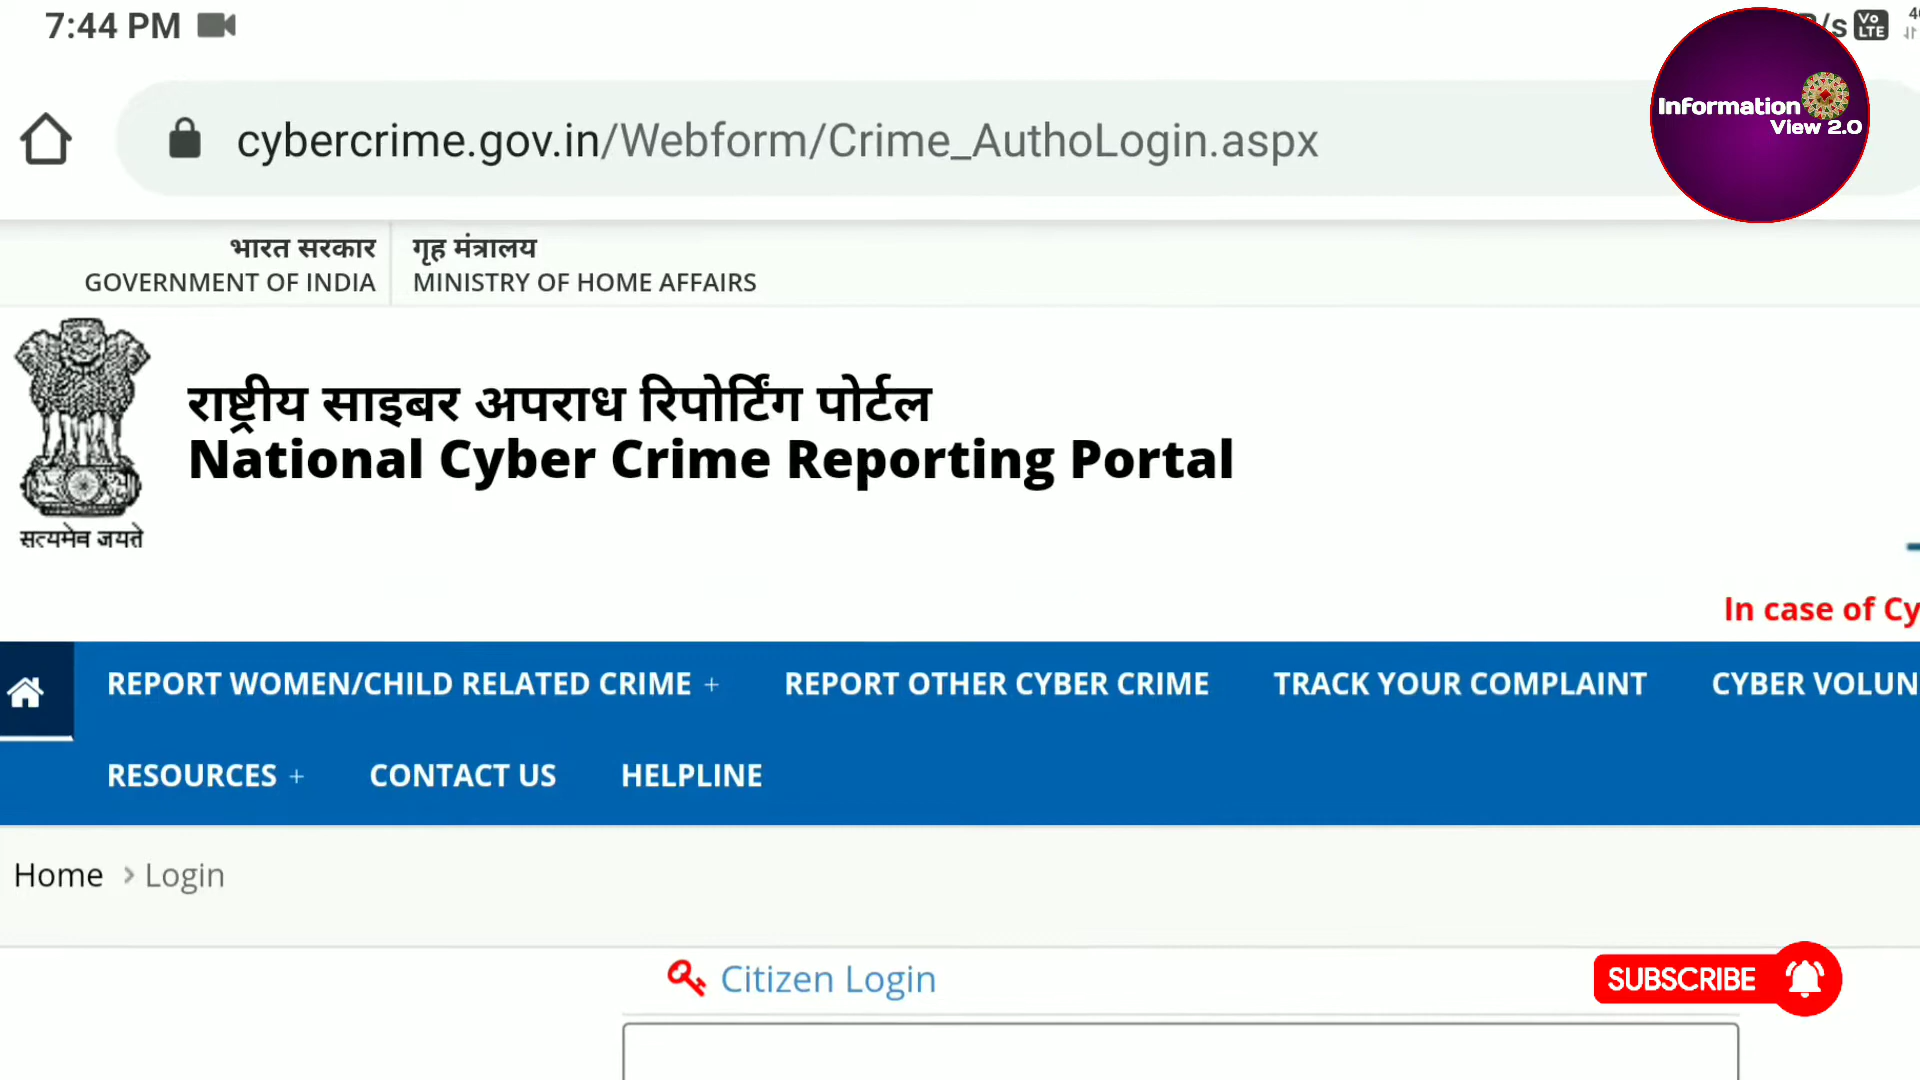 7:44 PM
/s
Vo
LTE
cybercrime.gov.in/Webform/Crime_AuthoLogin.aspx
Information
View 2.0
भारत सरकार
GOVERNMENT OF INDIA
गृह मंत्रालय
MINISTRY OF HOME AFFAIRS
राष्ट्रीय साइबर अपराध रिपोर्टिंग पोर्टल
National Cyber Crime Reporting Portal
सत्यमेव जयते
In case of Cy
REPORT WOMEN/CHILD RELATED CRIME +
REPORT OTHER CYBER CRIME
TRACK YOUR COMPLAINT
CYBER VOLUN
RESOURCES +
CONTACT US
HELPLINE
Home > Login
Citizen Login
SUBSCRIBE